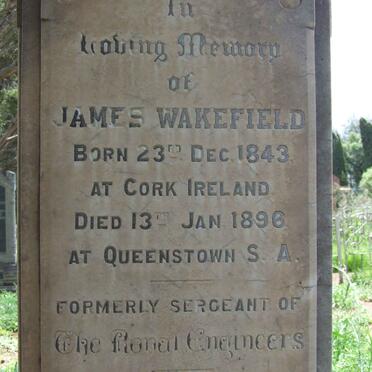 In
Loving Memory
of
JAMES WAKEFIELD
BORN 23RD DEC 1843
AT CORK IRELAND
DIED 13TH JAN 1896
AT QUEENSTOWN S. A.
FORMERLY SERGEANT OF
The Royal Engineers